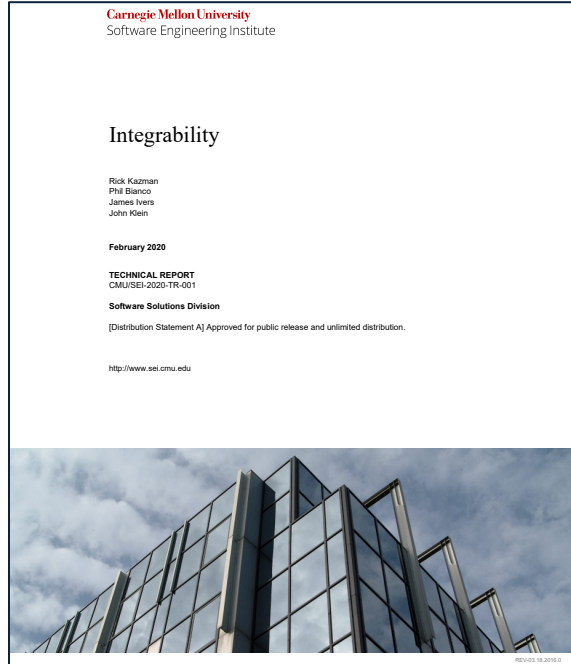 Carnegie Mellon University
Software Engineering Institute
Integrability
Rick Kazman
Phil Bianco
James Ivers
John Klein
February 2020
TECHNICAL REPORT
CMU/SEI-2020-TR-001
Software Solutions Division
[Distribution Statement A] Approved for public release and unlimited distribution.
http://www.sei.cmu.edu
REV-03.18.2016.0